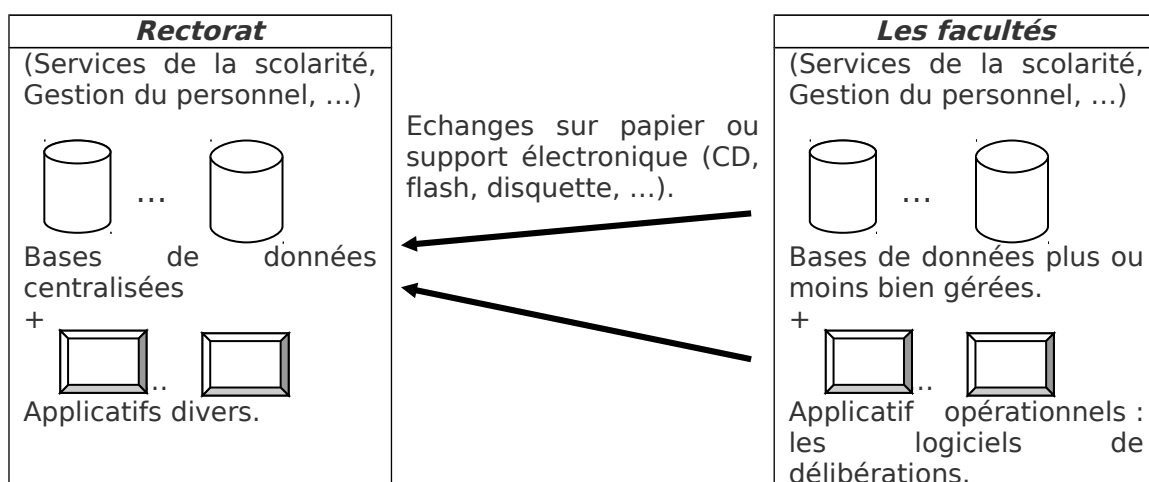 Rectorat
(Services de la scolarité,
Gestion du personnel, ...)
...
Bases de données
centralisées
+
..
Applicatifs divers.
Echanges sur papier ou
support électronique (CD,
flash, disquette, ...).
Les facultés
(Services de la scolarité,
Gestion du personnel, ...)
...
Bases de données plus ou
moins bien gérées.
+
..
Applicatif opérationnels :
les logiciels de
délibérations.